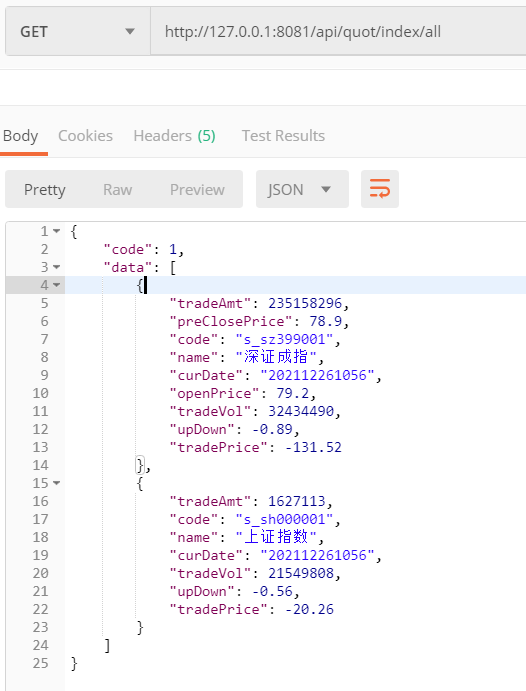 GET http://127.0.0.1:8081/api/quot/index/all
Body Cookies Headers (5) Test Results
Pretty Raw Preview JSON
1 {
2 "code": 1,
3 "data": [
4 {
5 "tradeAmt": 235158296,
6 "preClosePrice": 78.9,
7 "code": "s_sz399001",
8 "name": "深证成指",
9 "curDate": "202112261056",
10 "openPrice": 79.2,
11 "tradeVol": 32434490,
12 "upDown": -0.89,
13 "tradePrice": -131.52
14 },
15 {
16 "tradeAmt": 1627113,
17 "code": "s_sh000001",
18 "name": "上证指数",
19 "curDate": "202112261056",
20 "tradeVol": 21549808,
21 "upDown": -0.56,
22 "tradePrice": -20.26
23 }
24 ]
25 }